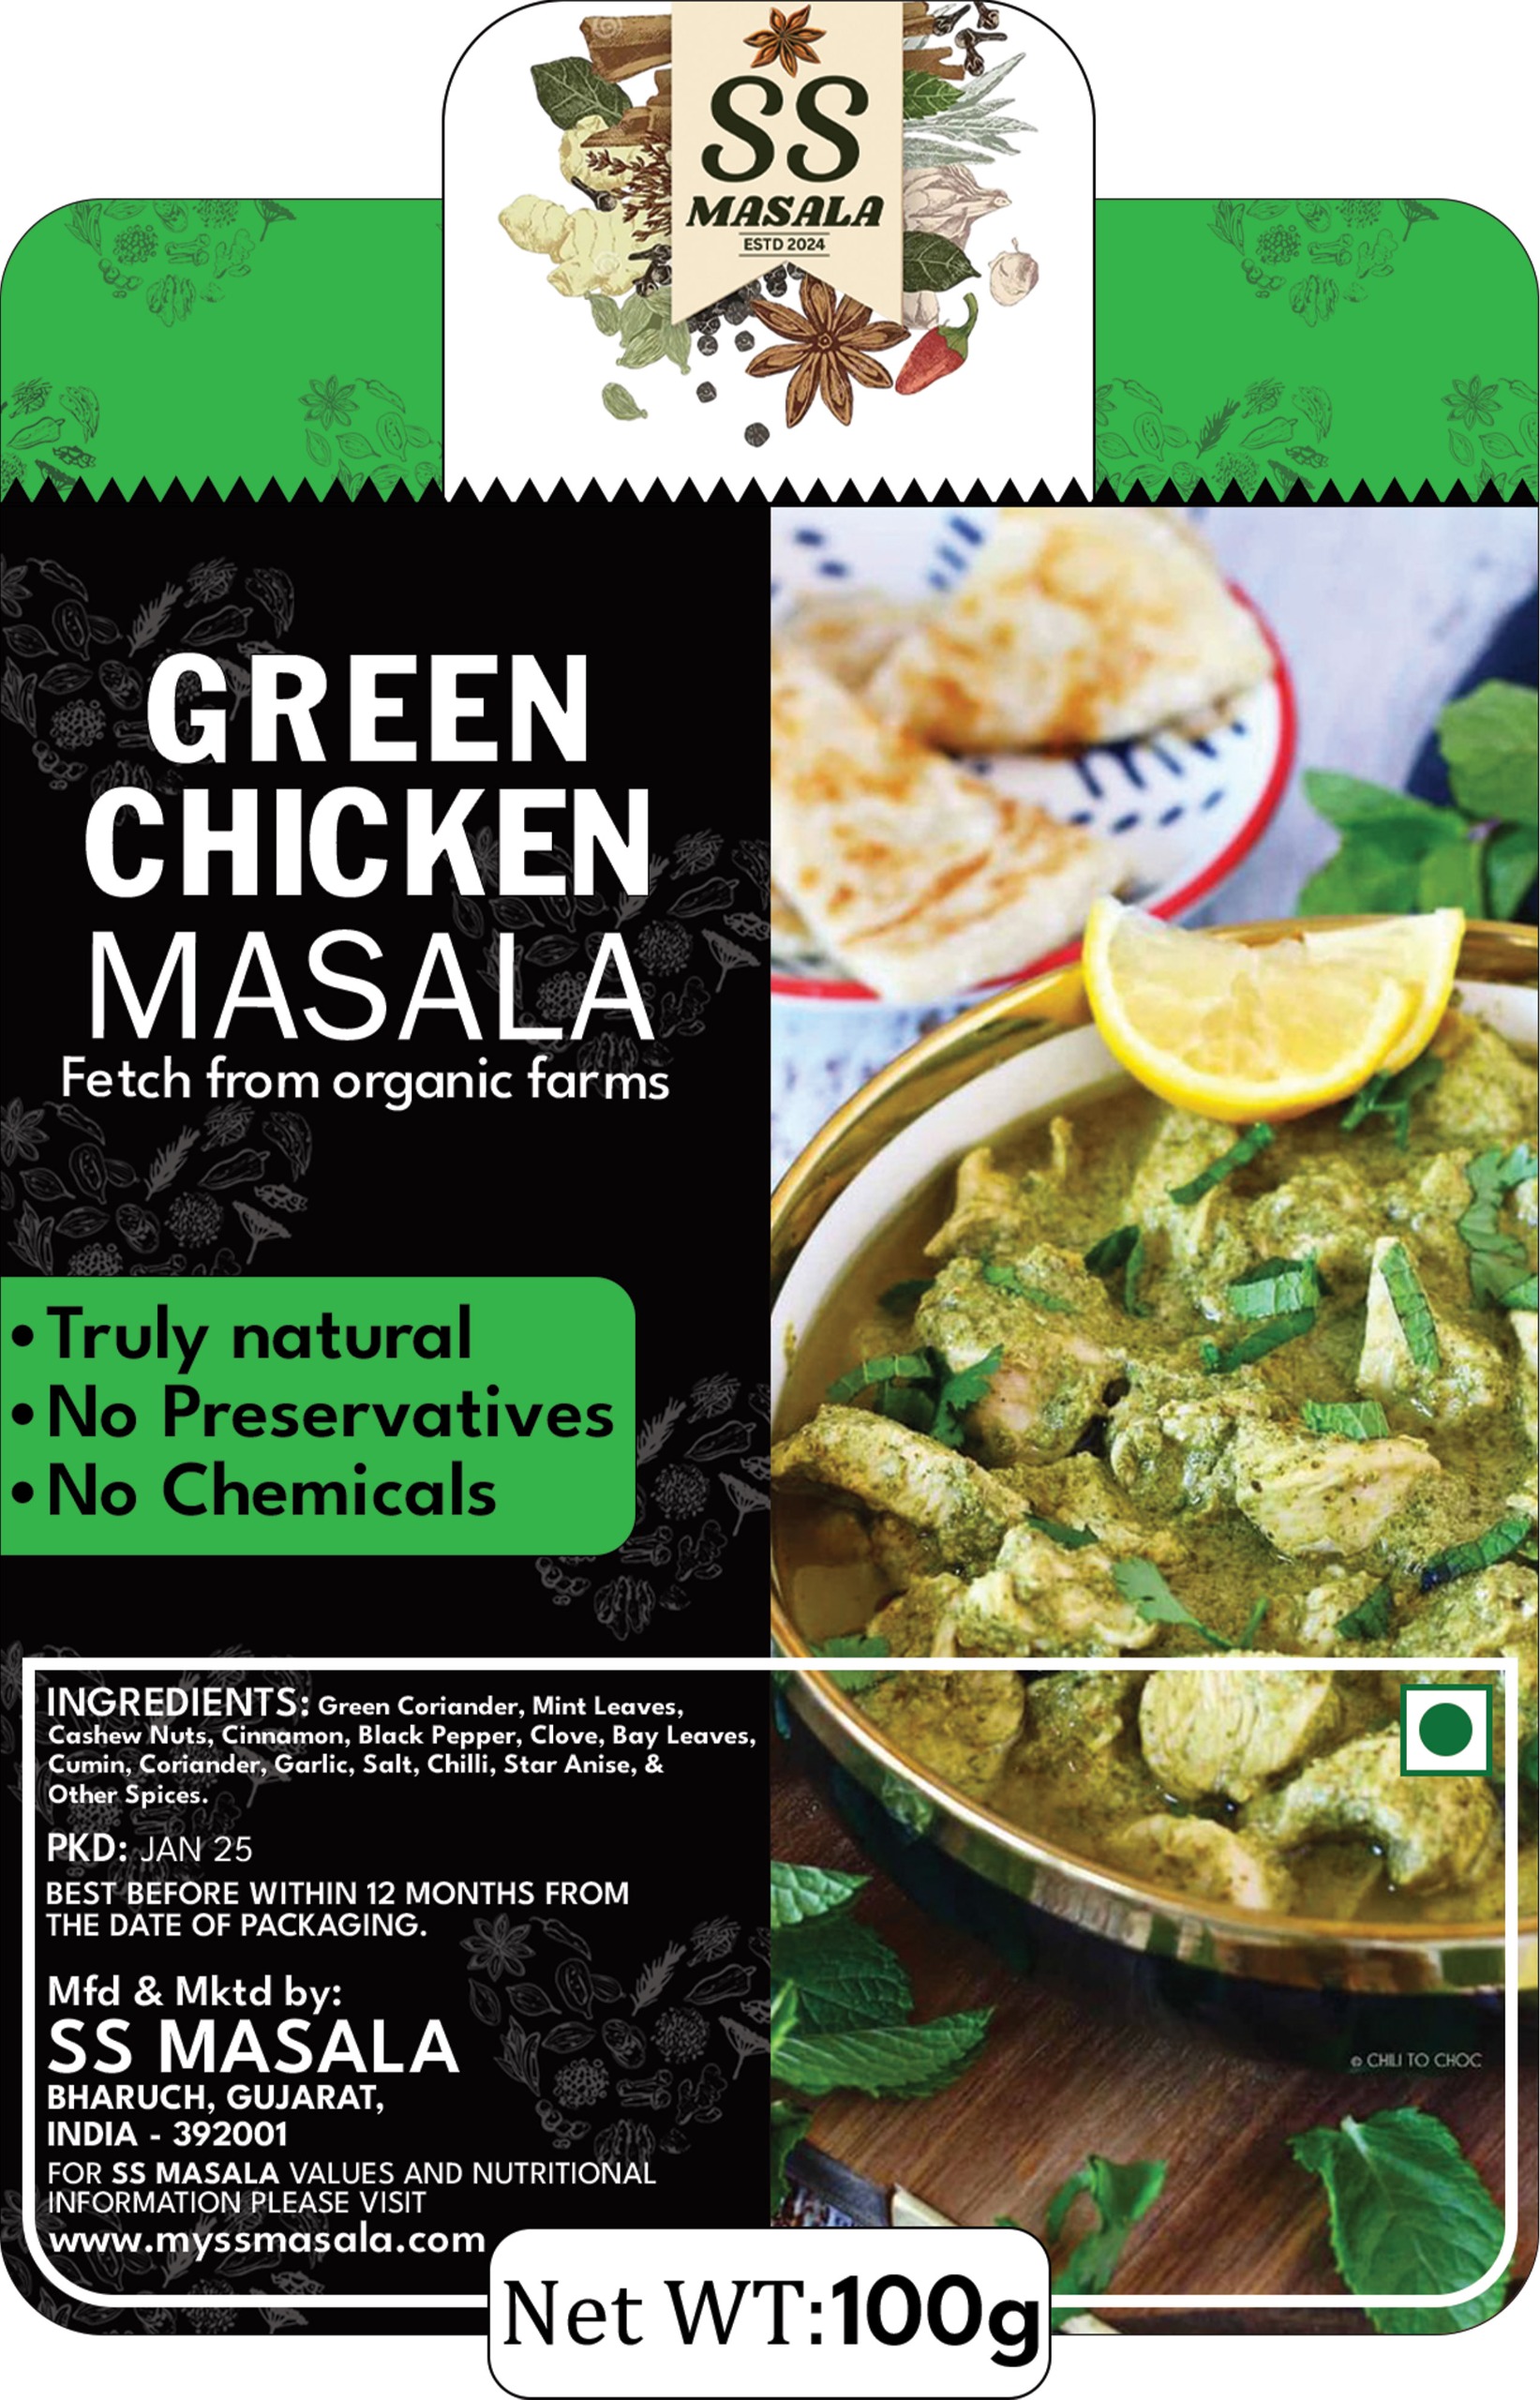 SS
MASALA
ESTD 2024
GREEN
CHICKEN
MASALA
Fetch from organic farms
•Truly natural
•No Preservatives
•No Chemicals
INGREDIENTS: Green Coriander, Mint Leaves,
Cashew Nuts, Cinnamon, Black Pepper, Clove, Bay Leaves,
Cumin, Coriander, Garlic, Salt, Chilli, Star Anise, &
Other Spices.
PKD: JAN 25
BEST BEFORE WITHIN 12 MONTHS FROM
THE DATE OF PACKAGING.
Mfd & Mktd by:
SS MASALA
BHARUCH, GUJARAT,
INDIA - 392001
FOR SS MASALA VALUES AND NUTRITIONAL
INFORMATION PLEASE VISIT
www.myssmasala.com
© CHILI TO CHOC
Net WT:100g